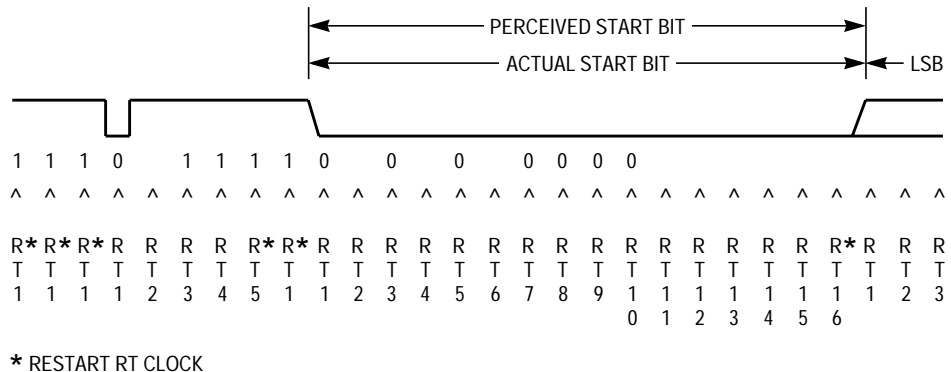 PERCEIVED START BIT
ACTUAL START BIT
LSB
1 1 1 0 1 1 1 1 0 0 0 0 0 0 0
^ ^ ^ ^ ^ ^ ^ ^ ^ ^ ^ ^ ^ ^ ^ ^ ^ ^ ^ ^ ^ ^ ^ ^ ^ ^ ^ ^
R* R* R* R R R R R* R* R R R R R R R R R R R R R R R R* R R R
T T T T T T T T T T T T T T T T T T T T T T T T T T T T
1 1 1 1 2 3 4 5 1 1 2 3 4 5 6 7 8 9 1 1 1 1 1 1 1 1 2 3
0 1 2 3 4 5 6
* RESTART RT CLOCK